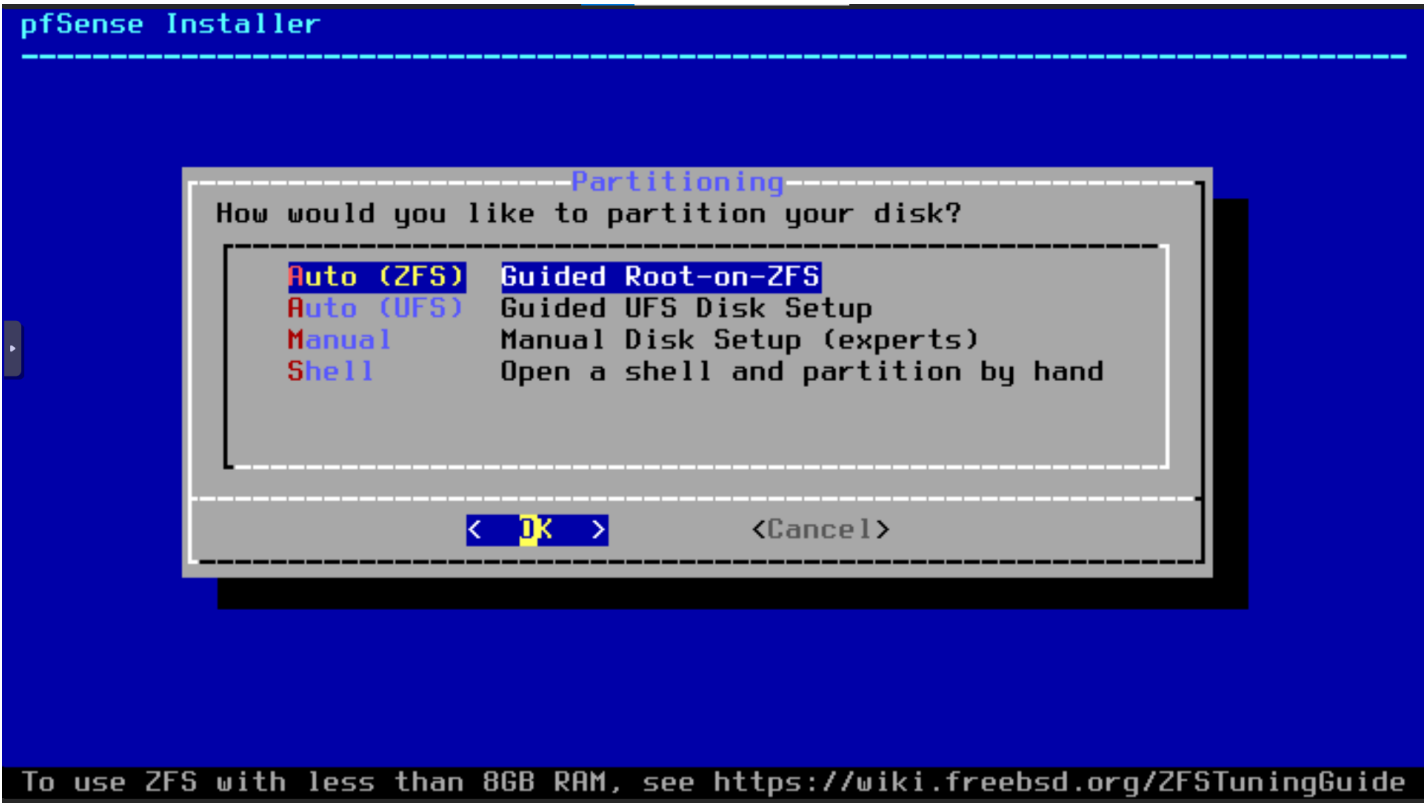 pfSense Installer
Partitioning
How would you like to partition your disk?
Auto (ZFS) Guided Root-on-ZFS
Auto (UFS) Guided UFS Disk Setup
Manual Manual Disk Setup (experts)
Shell Open a shell and partition by hand
< OK > <Cancel>
To use ZFS with less than 8GB RAM, see https://wiki.freebsd.org/ZFSTuningGuide